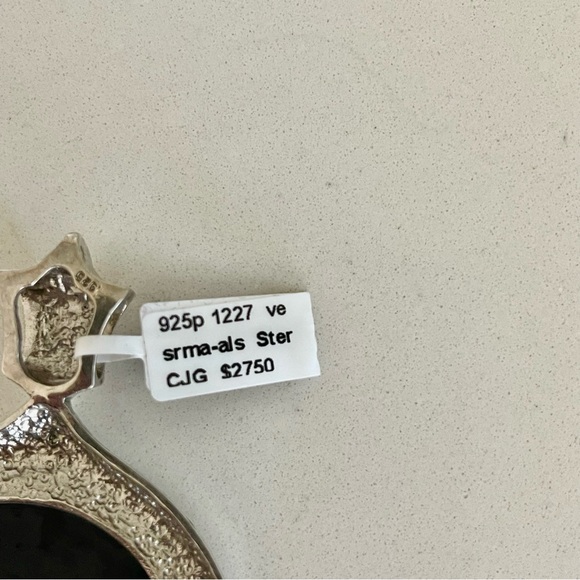 925p 1227 ve
srma-als Ster
CJG $2750